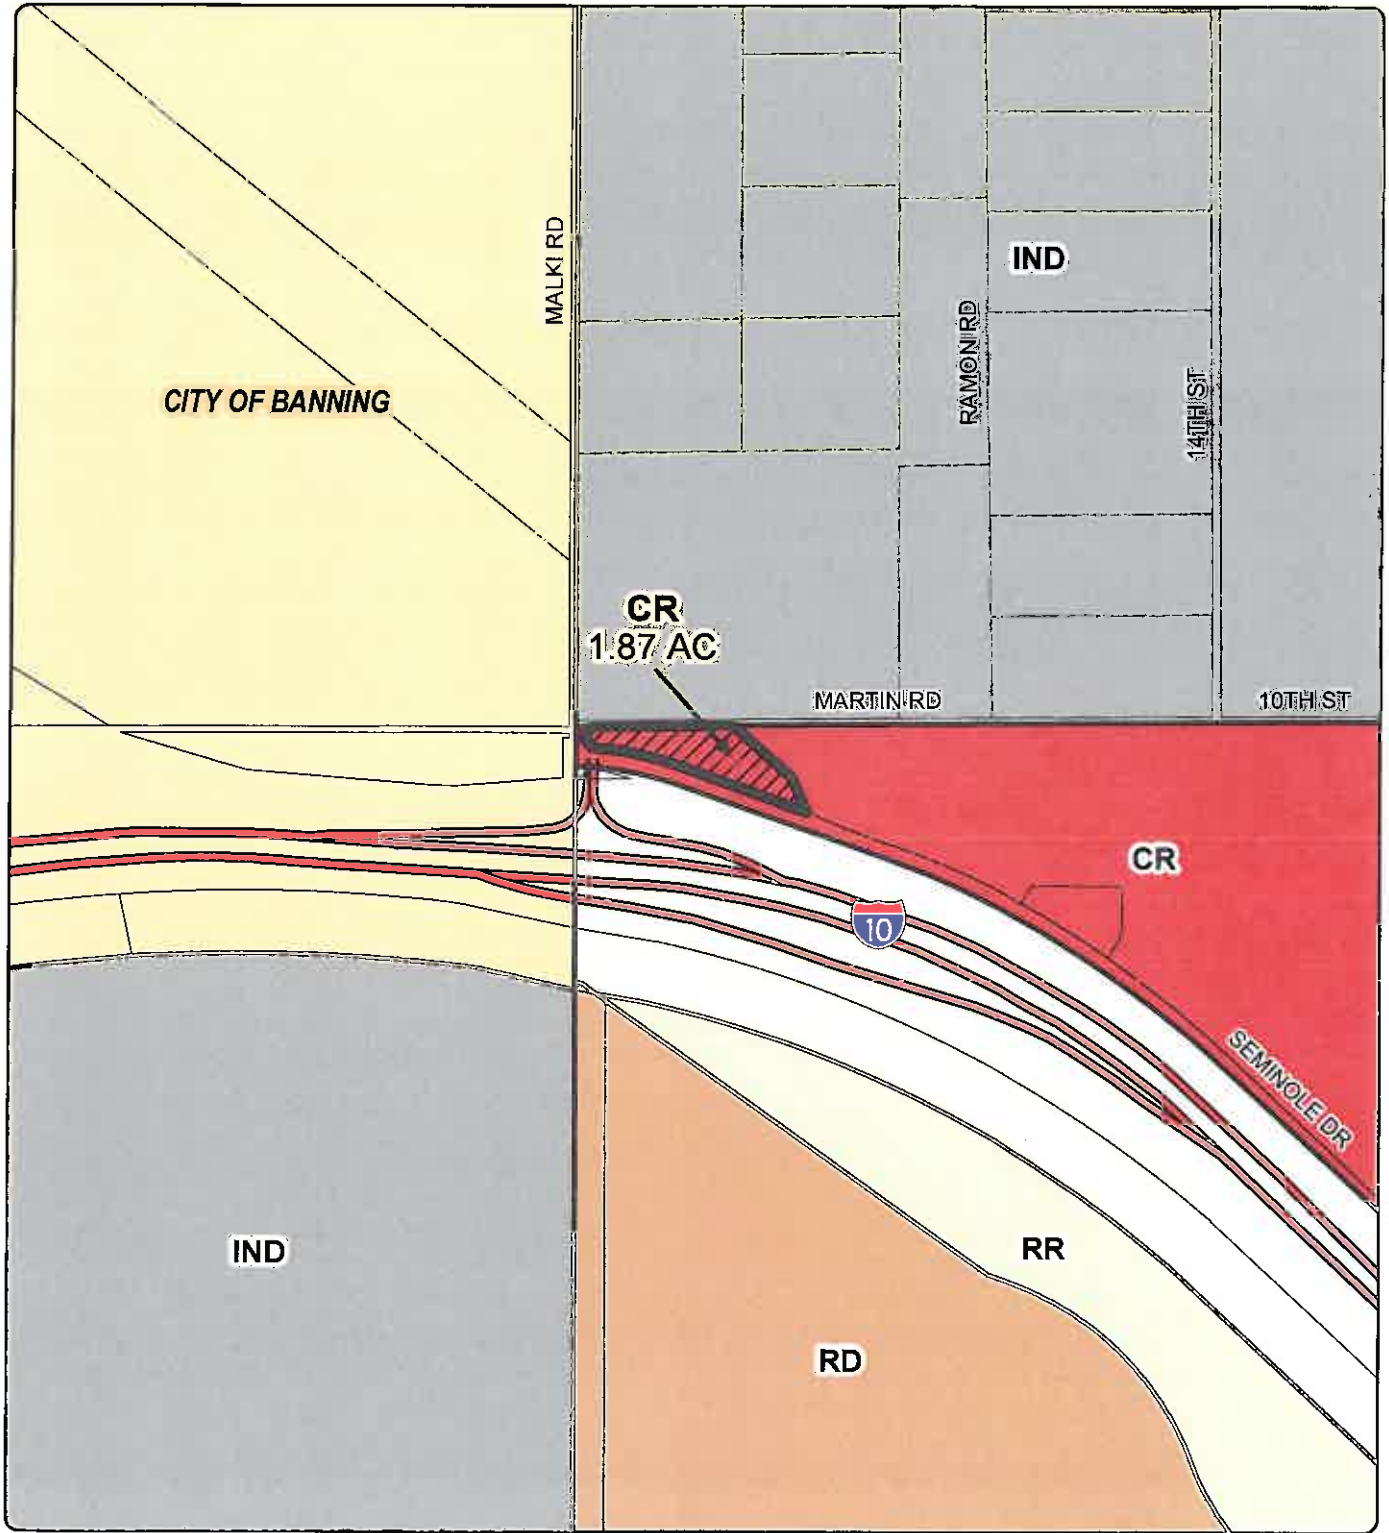 MALKI RD
IND
RAMON RD
14TH ST
CITY OF BANNING
CR
1.87 AC
MARTIN RD
10TH ST
CR
10
SEMINOLE DR
IND
RR
RD